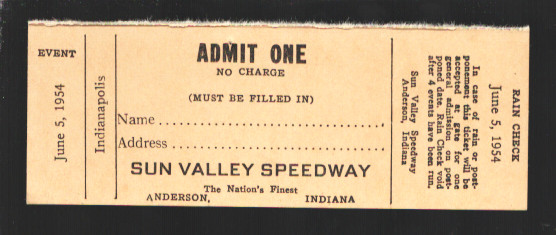 EVENT
June 5, 1954
Indianapolis
ADMIT ONE
NO CHARGE
(MUST BE FILLED IN)
Name
Address
SUN VALLEY SPEEDWAY
The Nation's Finest
ANDERSON, INDIANA
RAIN CHECK
June 5, 1954
In case of rain or post-
ponement this ticket will be
accepted at gate for one
general admission on post-
poned date. Rain Check void
after 4 events have been run.
Sun Valley Speedway
Anderson, Indiana